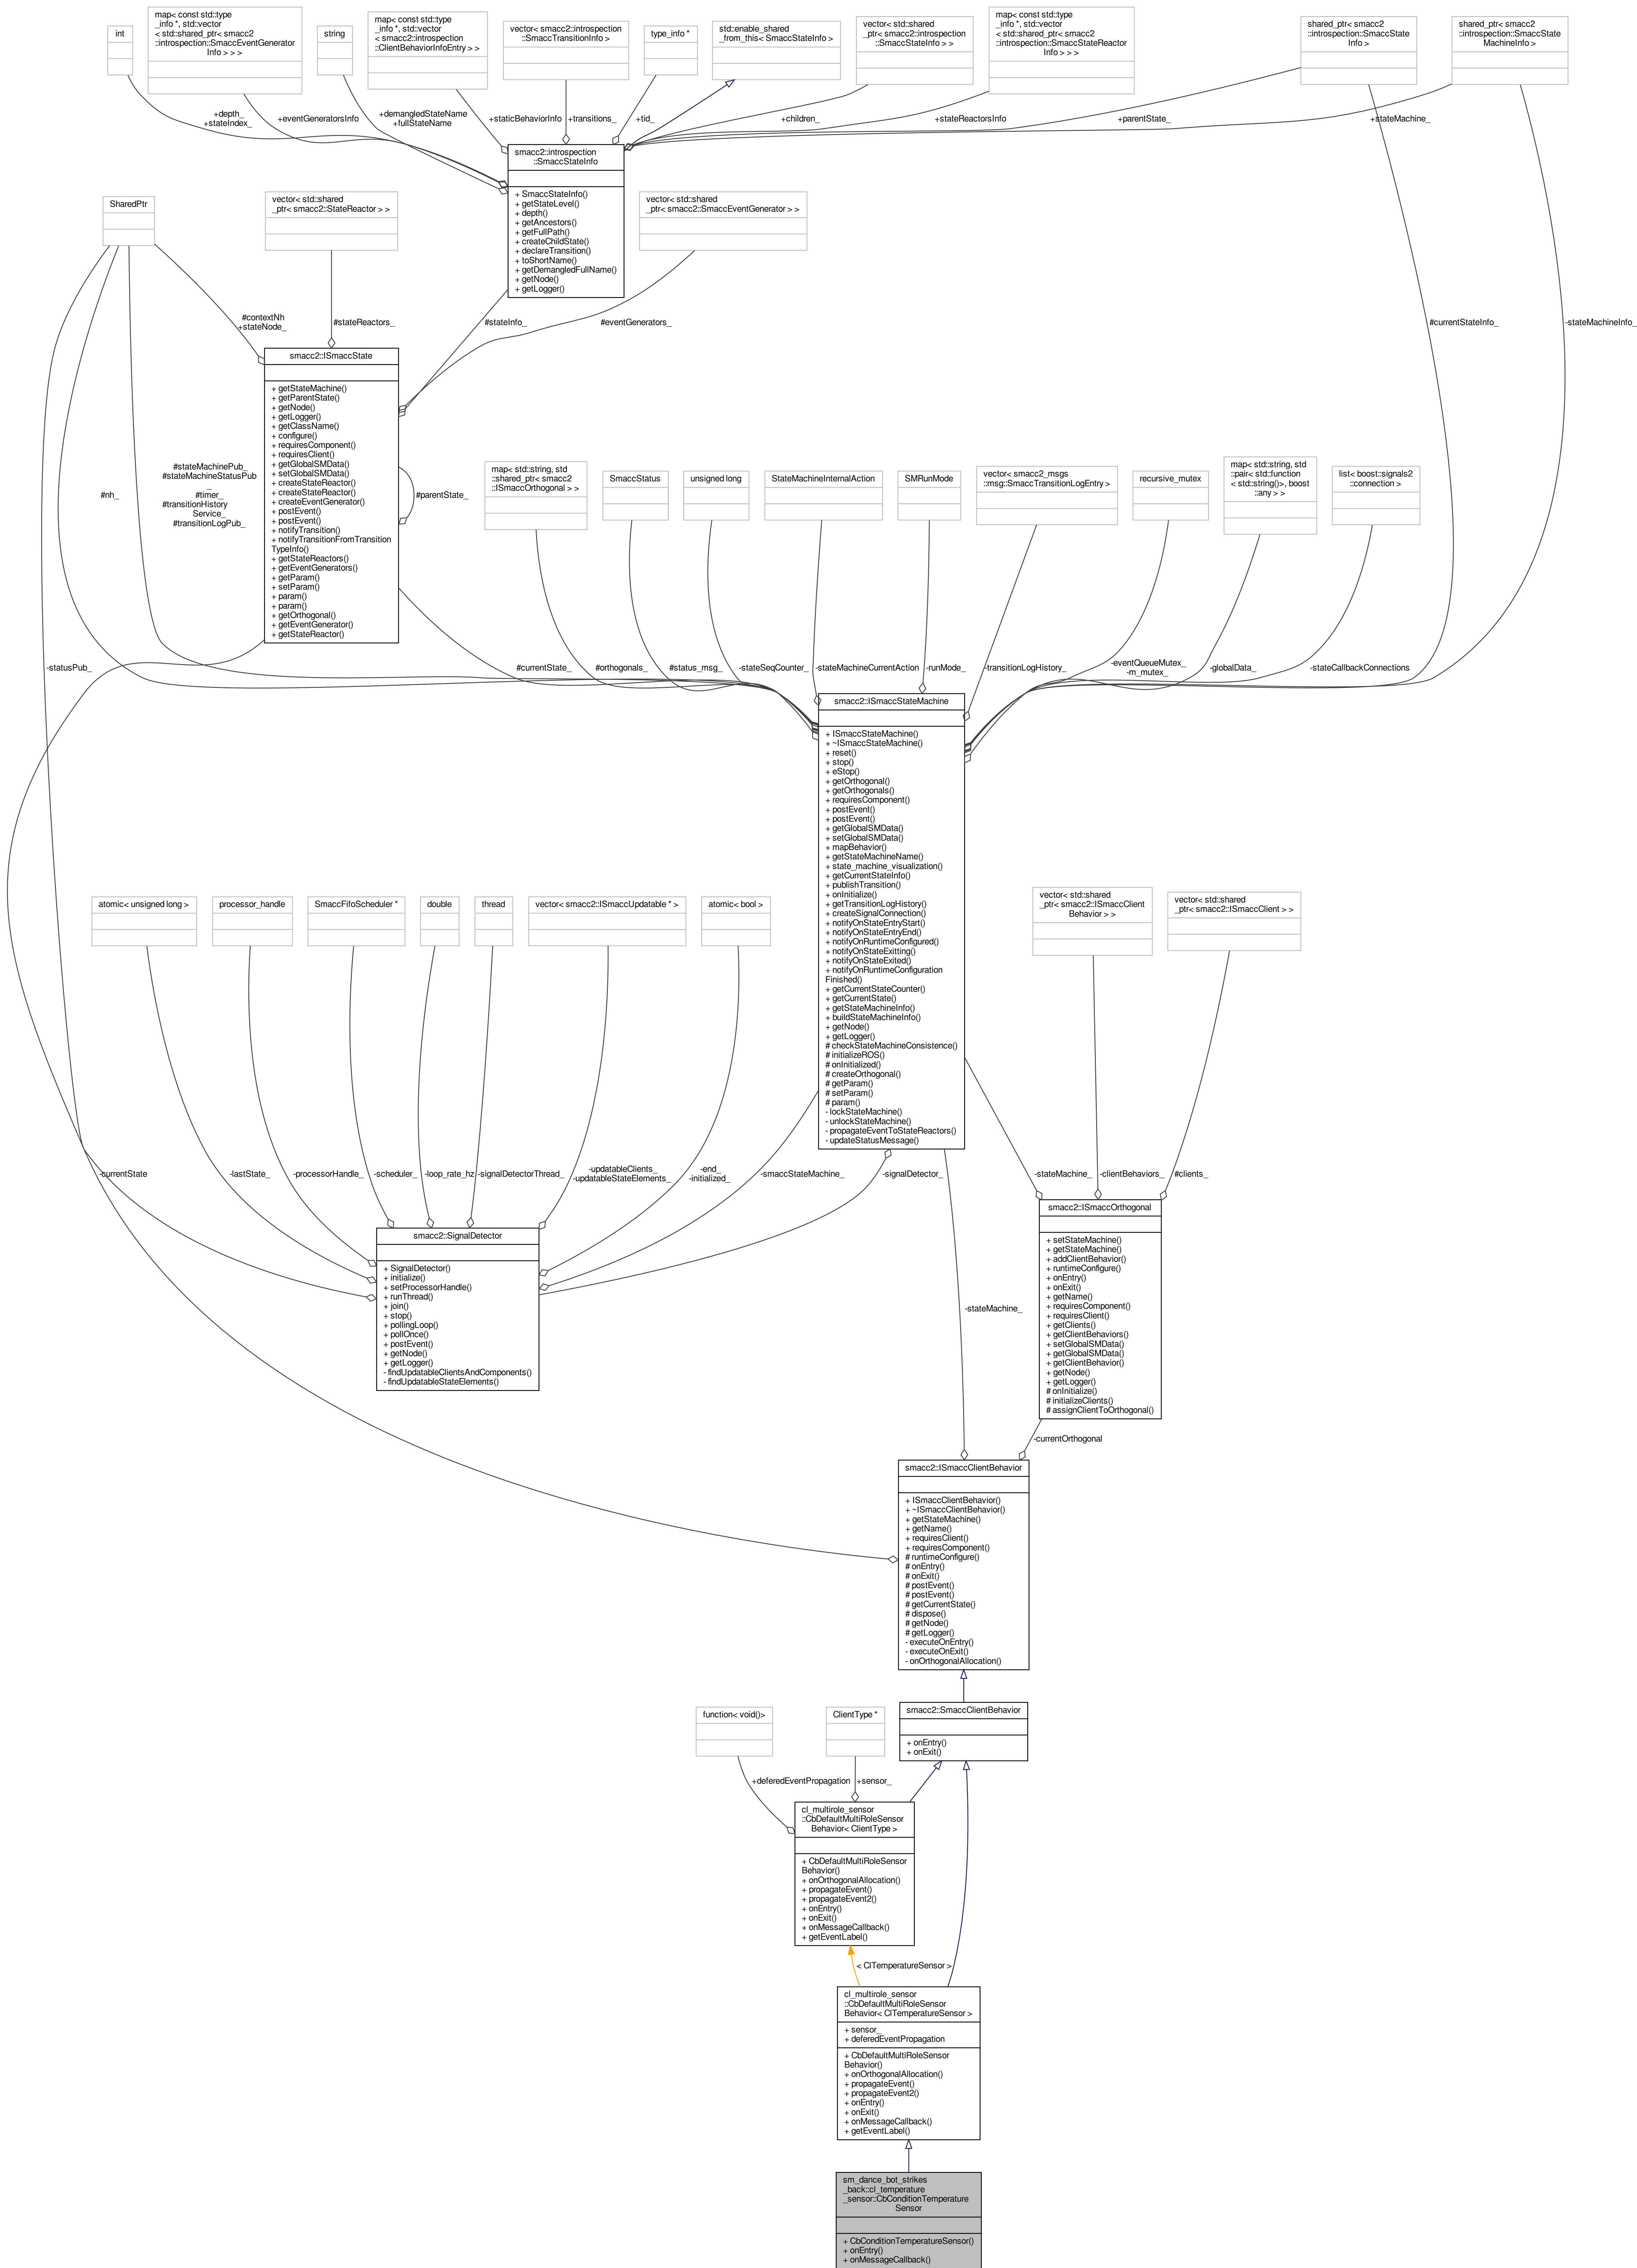 int
map< const std::type
_info *, std::vector
< std::shared_ptr< smacc2
::introspection::SmaccEventGenerator
Info > > >
string
map< const std::type
_info *, std::vector
< smacc2::introspection
::ClientBehaviorInfoEntry > >
vector< smacc2::introspection
::SmaccTransitionInfo >
type_info *
std::enable_shared
_from_this< SmaccStateInfo >
vector< std::shared
_ptr< smacc2::introspection
::SmaccStateInfo > >
map< const std::type
_info *, std::vector
< std::shared_ptr< smacc2
::introspection::SmaccStateReactor
Info > > >
shared_ptr< smacc2
::introspection::SmaccState
Info >
shared_ptr< smacc2
::introspection::SmaccState
MachineInfo >
+depth_
+stateIndex_
+eventGeneratorsInfo
+demangledStateName
+fullStateName
+staticBehaviorInfo
+transitions_
+tid_
+children_
+stateReactorsInfo
+parentState_
+stateMachine_
smacc2::introspection
::SmaccStateInfo
+ SmaccStateInfo()
+ getStateLevel()
+ depth()
+ getAncestors()
+ getFullPath()
+ createChildState()
+ declareTransition()
+ toShortName()
+ getDemangledFullName()
+ getNode()
+ getLogger()
SharedPtr
vector< std::shared
_ptr< smacc2::StateReactor > >
vector< std::shared
_ptr< smacc2::SmaccEventGenerator > >
#contextNh
+stateNode_
#stateReactors_
#stateInfo_
#eventGenerators_
#currentStateInfo_
-stateMachineInfo_
smacc2::ISmaccState
+ getStateMachine()
+ getParentState()
+ getNode()
+ getLogger()
+ getClassName()
+ configure()
+ requiresComponent()
+ requiresClient()
+ getGlobalSMData()
+ setGlobalSMData()
+ createStateReactor()
+ createStateReactor()
+ createEventGenerator()
+ postEvent()
+ postEvent()
+ notifyTransition()
+ notifyTransitionFromTransition
TypeInfo()
+ getStateReactors()
+ getEventGenerators()
+ getParam()
+ setParam()
+ param()
+ param()
+ getOrthogonal()
+ getEventGenerator()
+ getStateReactor()
#parentState_
#nh_
#stateMachinePub_
#stateMachineStatusPub
_
#timer_
#transitionHistory
Service_
#transitionLogPub_
map< std::string, std
::shared_ptr< smacc2
::ISmaccOrthogonal > >
SmaccStatus
unsigned long
StateMachineInternalAction
SMRunMode
vector< smacc2_msgs
::msg::SmaccTransitionLogEntry >
recursive_mutex
map< std::string, std
::pair< std::function
< std::string()>, boost
::any > >
list< boost::signals2
::connection >
-statusPub_
#currentState_
#orthogonals_
#status_msg_
-stateSeqCounter_
-stateMachineCurrentAction
-runMode_
-transitionLogHistory_
-eventQueueMutex_
-m_mutex_
-globalData_
-stateCallbackConnections
smacc2::ISmaccStateMachine
+ ISmaccStateMachine()
+ ~ISmaccStateMachine()
+ reset()
+ stop()
+ eStop()
+ getOrthogonal()
+ getOrthogonals()
+ requiresComponent()
+ postEvent()
+ postEvent()
+ getGlobalSMData()
+ setGlobalSMData()
+ mapBehavior()
+ getStateMachineName()
+ state_machine_visualization()
+ getCurrentStateInfo()
+ publishTransition()
+ onInitialize()
+ getTransitionLogHistory()
+ createSignalConnection()
+ notifyOnStateEntryStart()
+ notifyOnStateEntryEnd()
+ notifyOnRuntimeConfigured()
+ notifyOnStateExitting()
+ notifyOnStateExited()
+ notifyOnRuntimeConfiguration
Finished()
+ getCurrentStateCounter()
+ getCurrentState()
+ getStateMachineInfo()
+ buildStateMachineInfo()
+ getNode()
+ getLogger()
# checkStateMachineConsistence()
# initializeROS()
# onInitialized()
# createOrthogonal()
# getParam()
# setParam()
# param()
- lockStateMachine()
- unlockStateMachine()
- propagateEventToStateReactors()
- updateStatusMessage()
atomic< unsigned long >
processor_handle
SmaccFifoScheduler *
double
thread
vector< smacc2::ISmaccUpdatable * >
atomic< bool >
vector< std::shared
_ptr< smacc2::ISmaccClient
Behavior > >
vector< std::shared
_ptr< smacc2::ISmaccClient > >
-currentState
-lastState_
-processorHandle_
-scheduler_
-loop_rate_hz
-signalDetectorThread_
-updatableClients_
-updatableStateElements_
-end_
-initialized_
-smaccStateMachine_
-signalDetector_
-stateMachine_
-clientBehaviors_
#clients_
smacc2::SignalDetector
+ SignalDetector()
+ initialize()
+ setProcessorHandle()
+ runThread()
+ join()
+ stop()
+ pollingLoop()
+ pollOnce()
+ postEvent()
+ getNode()
+ getLogger()
- findUpdatableClientsAndComponents()
- findUpdatableStateElements()
smacc2::ISmaccOrthogonal
+ setStateMachine()
+ getStateMachine()
+ addClientBehavior()
+ runtimeConfigure()
+ onEntry()
+ onExit()
+ getName()
+ requiresComponent()
+ requiresClient()
+ getClients()
+ getClientBehaviors()
+ setGlobalSMData()
+ getGlobalSMData()
+ getClientBehavior()
+ getNode()
+ getLogger()
# onInitialize()
# initializeClients()
# assignClientToOrthogonal()
-stateMachine_
-currentOrthogonal
smacc2::ISmaccClientBehavior
+ ISmaccClientBehavior()
+ ~ISmaccClientBehavior()
+ getStateMachine()
+ getName()
+ requiresClient()
+ requiresComponent()
# runtimeConfigure()
# onEntry()
# onExit()
# postEvent()
# postEvent()
# getCurrentState()
# dispose()
# getNode()
# getLogger()
- executeOnEntry()
- executeOnExit()
- onOrthogonalAllocation()
function< void()>
ClientType *
smacc2::SmaccClientBehavior
+ onEntry()
+ onExit()
+deferedEventPropagation
+sensor_
cl_multirole_sensor
::CbDefaultMultiRoleSensor
Behavior< ClientType >
+ CbDefaultMultiRoleSensor
Behavior()
+ onOrthogonalAllocation()
+ propagateEvent()
+ propagateEvent2()
+ onEntry()
+ onExit()
+ onMessageCallback()
+ getEventLabel()
< ClTemperatureSensor >
cl_multirole_sensor
::CbDefaultMultiRoleSensor
Behavior< ClTemperatureSensor >
+ sensor_
+ deferedEventPropagation
+ CbDefaultMultiRoleSensor
Behavior()
+ onOrthogonalAllocation()
+ propagateEvent()
+ propagateEvent2()
+ onEntry()
+ onExit()
+ onMessageCallback()
+ getEventLabel()
sm_dance_bot_strikes
_back::cl_temperature
_sensor::CbConditionTemperature
Sensor
+ CbConditionTemperatureSensor()
+ onEntry()
+ onMessageCallback()